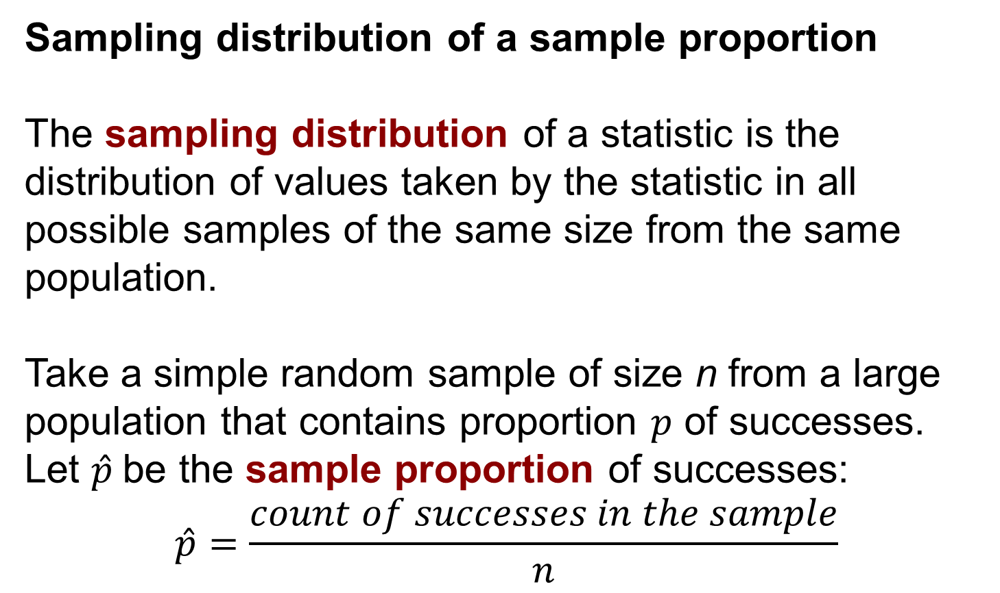 Sampling distribution of a sample proportion
The sampling distribution of a statistic is the
distribution of values taken by the statistic in all
possible samples of the same size from the same
population.
Take a simple random sample of size n from a large
population that contains proportion p of successes.
Let p̂ be the sample proportion of successes:
count of successes in the sample
p̂ =
n